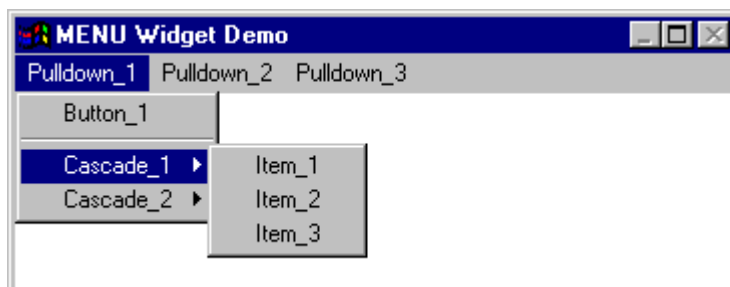 MENU Widget Demo
Pulldown_1 Pulldown_2 Pulldown_3
Button_1
Cascade_1 Item_1
Cascade_2 Item_2
Item_3